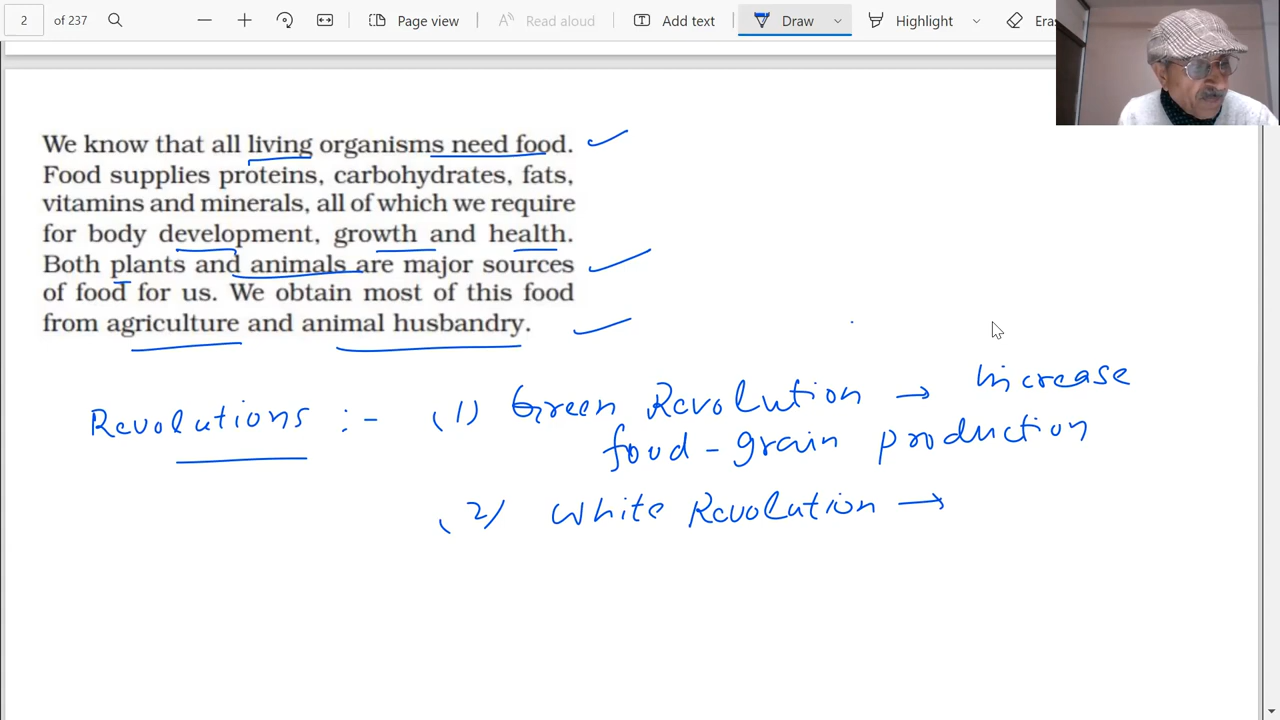 2 of 237 Page view Read aloud Add text Draw Highlight
We know that all living organisms need food.
Food supplies proteins, carbohydrates, fats,
vitamins and minerals, all of which we require
for body development, growth and health.
Both plants and animals are major sources
of food for us. We obtain most of this food
from agriculture and animal husbandry.
Revolutions :- (1) Green Revolution → Increase
food-grain production
(2) White Revolution →